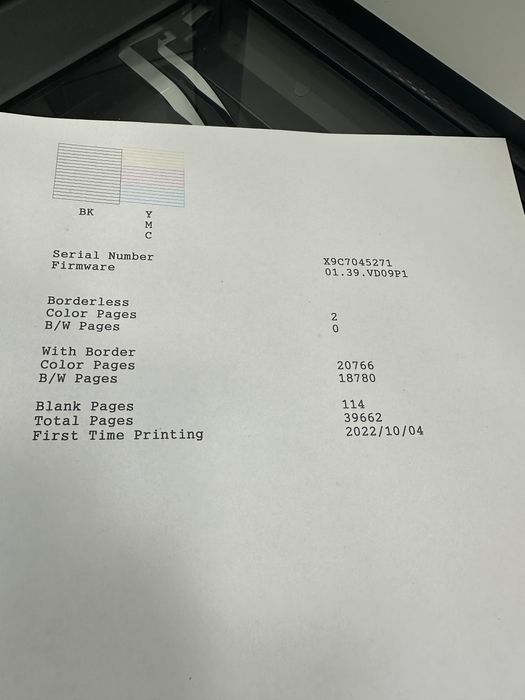 BK
Y
M
C
Serial Number X9C7045271
Firmware 01.39.VD09P1
Borderless
Color Pages 2
B/W Pages 0
With Border
Color Pages 20766
B/W Pages 18780
Blank Pages 114
Total Pages 39662
First Time Printing 2022/10/04